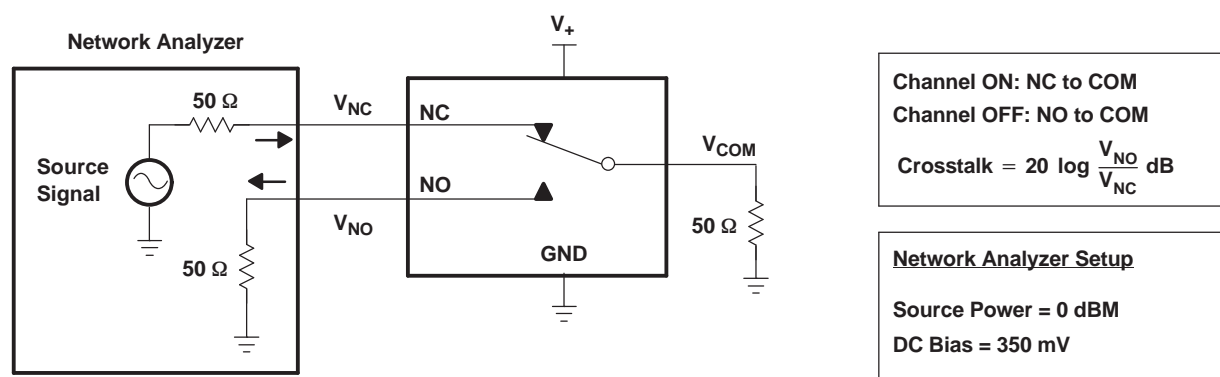 Network Analyzer
V+
50 Ω
VNC
NC
Source
Signal
NO
VNO
50 Ω
GND
VCOM
50 Ω
Channel ON: NC to COM
Channel OFF: NO to COM
Crosstalk = 20 log VNO/VNC dB
Network Analyzer Setup
Source Power = 0 dBM
DC Bias = 350 mV